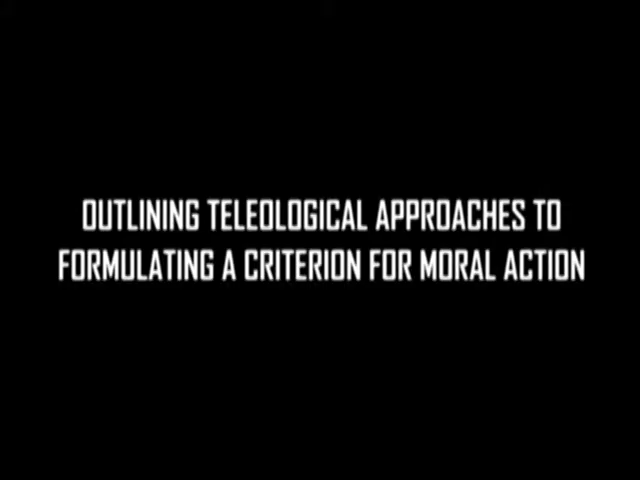 OUTLINING TELEOLOGICAL APPROACHES TO
FORMULATING A CRITERION FOR MORAL ACTION